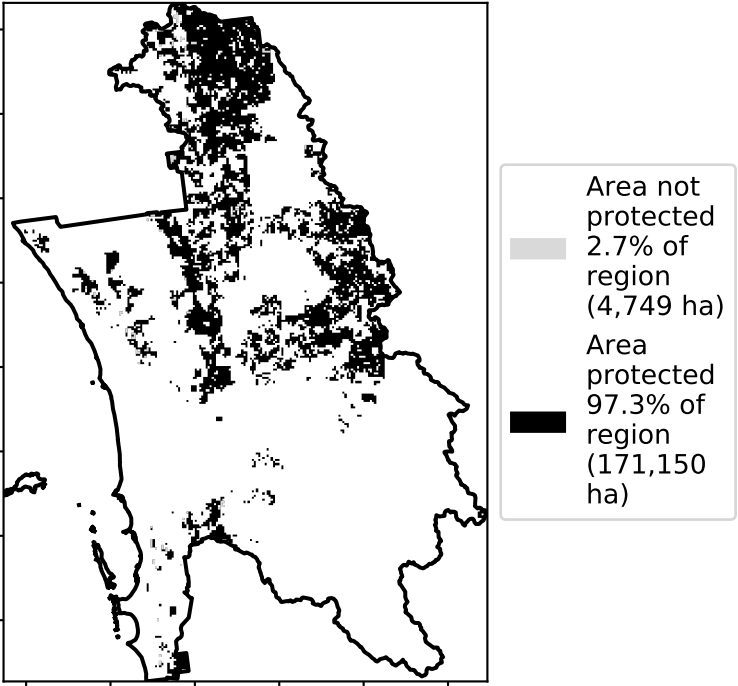 Area not
protected
2.7% of
region
(4,749 ha)
Area
protected
97.3% of
region
(171,150
ha)